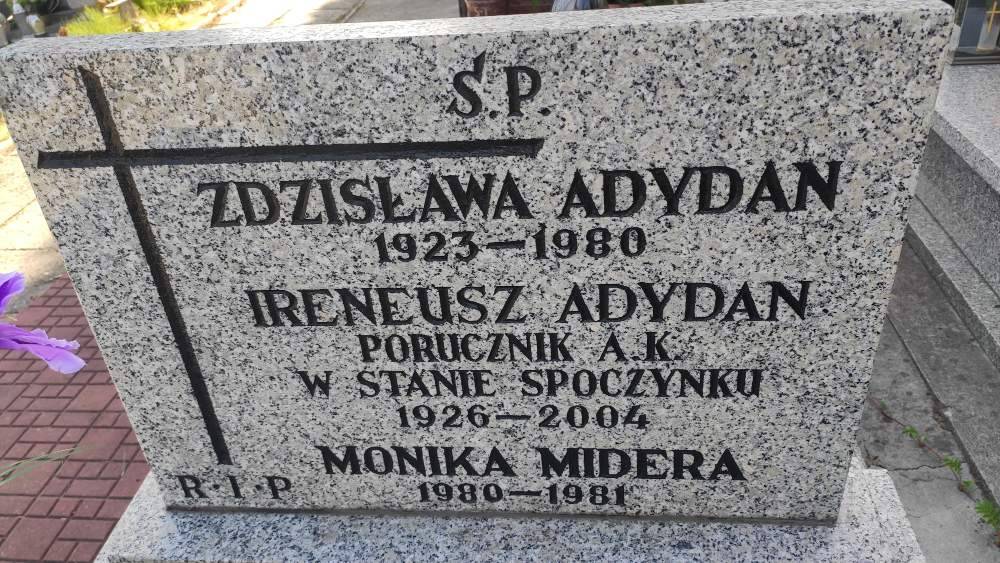 Ś.P.
ZDZISŁAWA ADYDAN
1923-1980
IRENEUSZ ADYDAN
PORUCZNIK A.K.
W STANIE SPOCZYNKU
1926-2004
MONIKA MIDERA
1980-1981
R·I·P